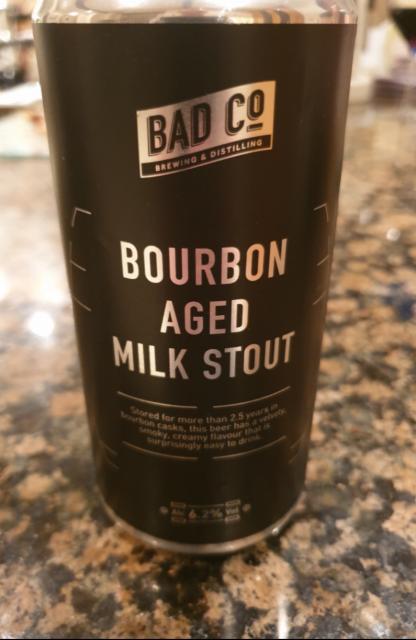 BAD Co
BREWING & DISTILLING
BOURBON
AGED
MILK STOUT
Stored for more than 2.5 years in
bourbon casks, this beer has a velvety,
smoky, creamy flavour that is
surprisingly easy to drink.
Alc 6.2% Vol